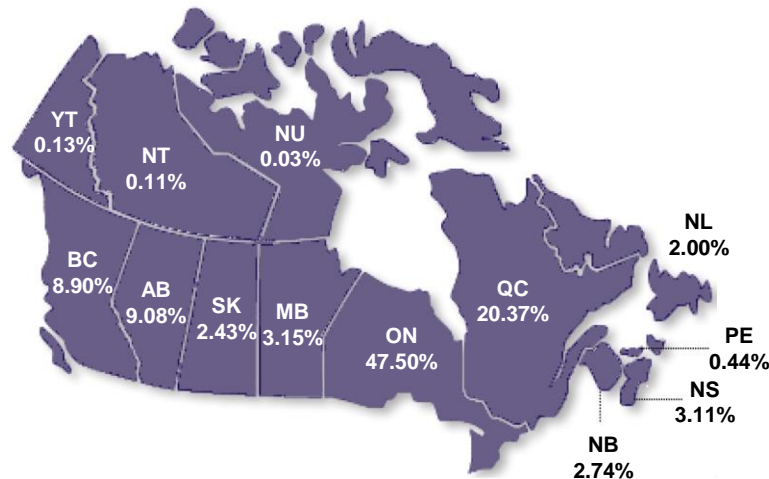 YT
0.13%
NT
0.11%
NU
0.03%
BC
8.90%
AB
9.08%
SK
2.43%
MB
3.15%
ON
47.50%
QC
20.37%
NL
2.00%
PE
0.44%
NS
3.11%
NB
2.74%